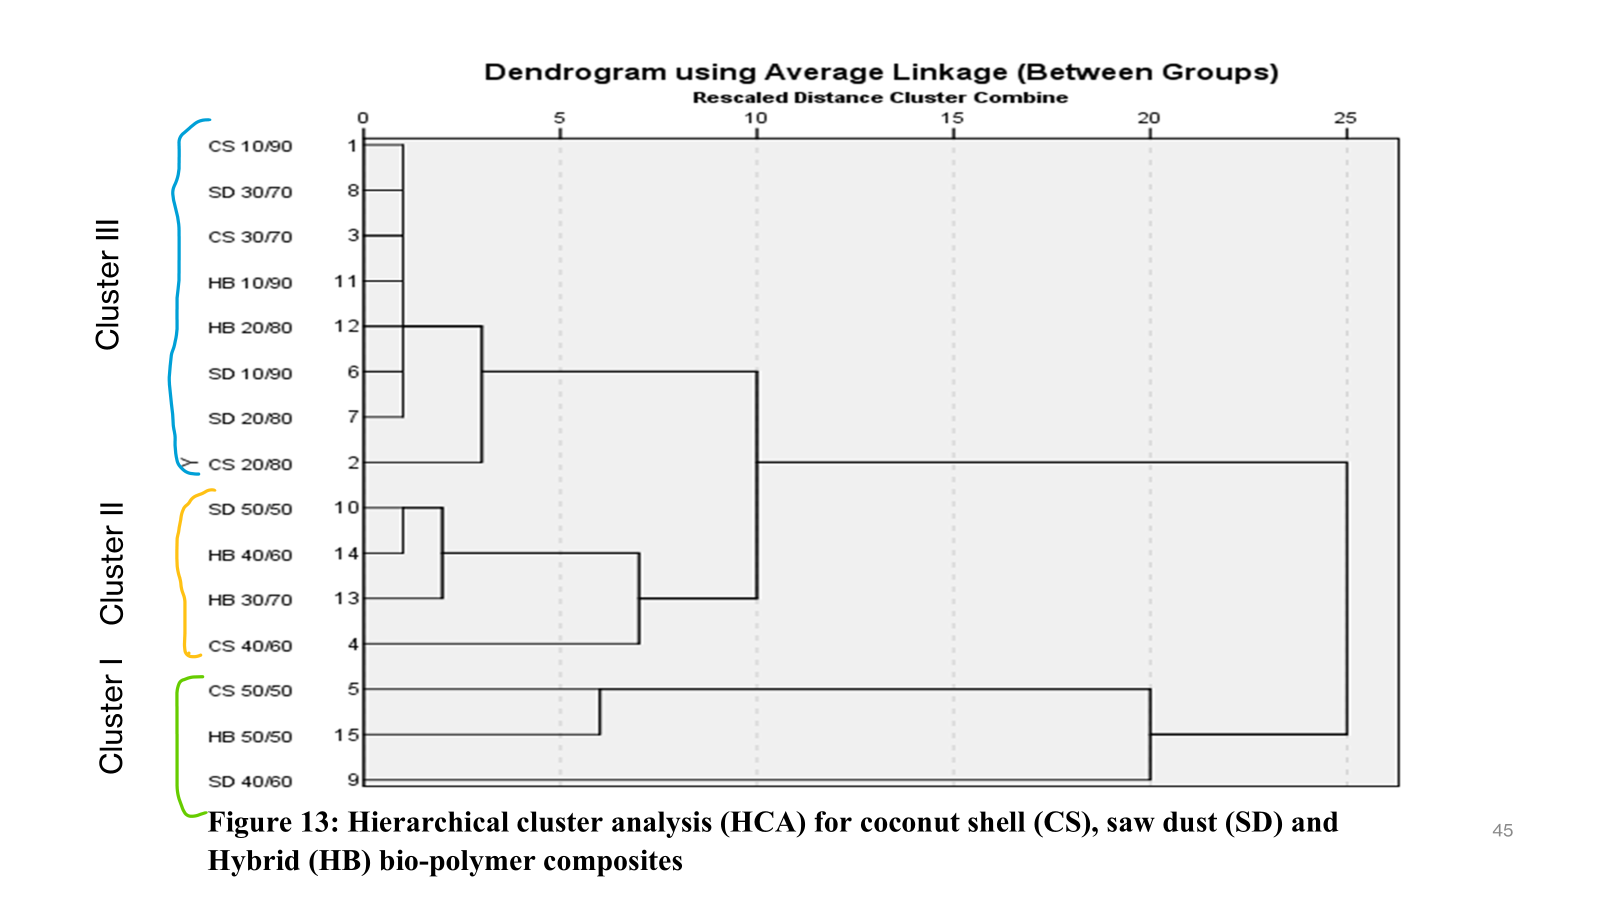 Dendrogram using Average Linkage (Between Groups)
Rescaled Distance Cluster Combine
0 5 10 15 20 25
Cluster III
Cluster II
Cluster I
Y
CS 10/90 1
SD 30/70 8
CS 30/70 3
HB 10/90 11
HB 20/80 12
SD 10/90 6
SD 20/80 7
CS 20/80 2
SD 50/50 10
HB 40/60 14
HB 30/70 13
CS 40/60 4
CS 50/50 5
HB 50/50 15
SD 40/60 9
Figure 13: Hierarchical cluster analysis (HCA) for coconut shell (CS), saw dust (SD) and
Hybrid (HB) bio-polymer composites
45